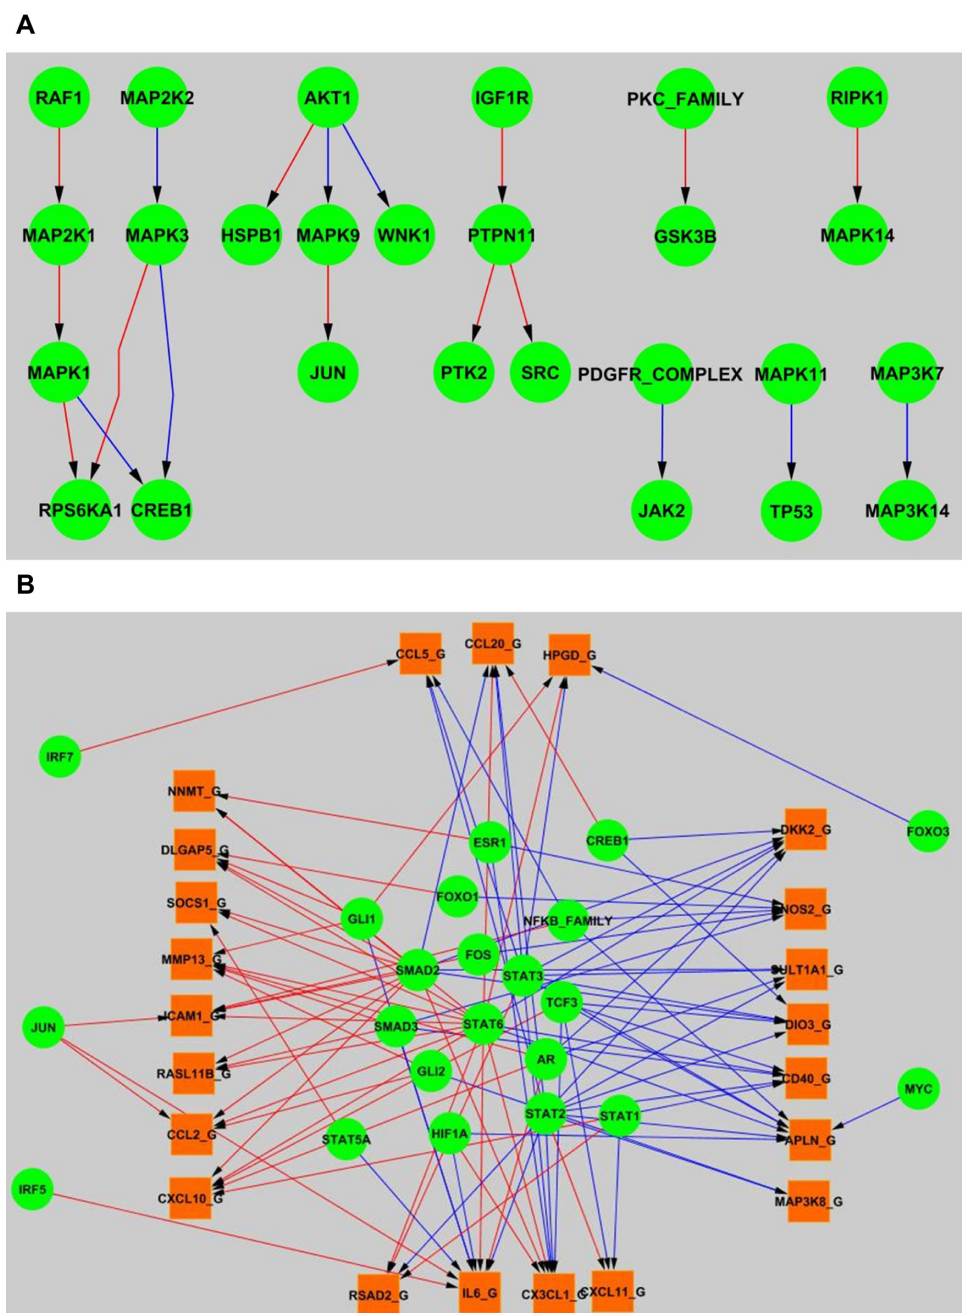 A
RAF1 MAP2K2 AKT1 IGF1R PKC_FAMILY RIPK1
MAP2K1 MAPK3 HSPB1 MAPK9 WNK1 PTPN11 GSK3B MAPK14
MAPK1 JUN PTK2 SRC PDGFR_COMPLEX MAPK11 MAP3K7
RPS6KA1 CREB1 JAK2 TP53 MAP3K14
B
CCL5_G CCL20_G HPGD_G
IRF7
NNMT_G
DKK2_G FOXO3
DLGAP5_G ESR1 CREB1
SOCS1_G FOXO1
GLI1 NFKB_FAMILY NOS2_G
MMP13_G FOS
SMAD2 STAT3 SULT1A1_G
TCF3
ICAM1_G
JUN SMAD3 STAT6 DIO3_G
RASL11B_G GLI2 AR CD40_G
MYC
CCL2_G STAT5A HIF1A STAT2 STAT1 APLN_G
IRF5 CXCL10_G MAP3K8_G
RSAD2_G IL6_G CX3CL1_G CXCL11_G